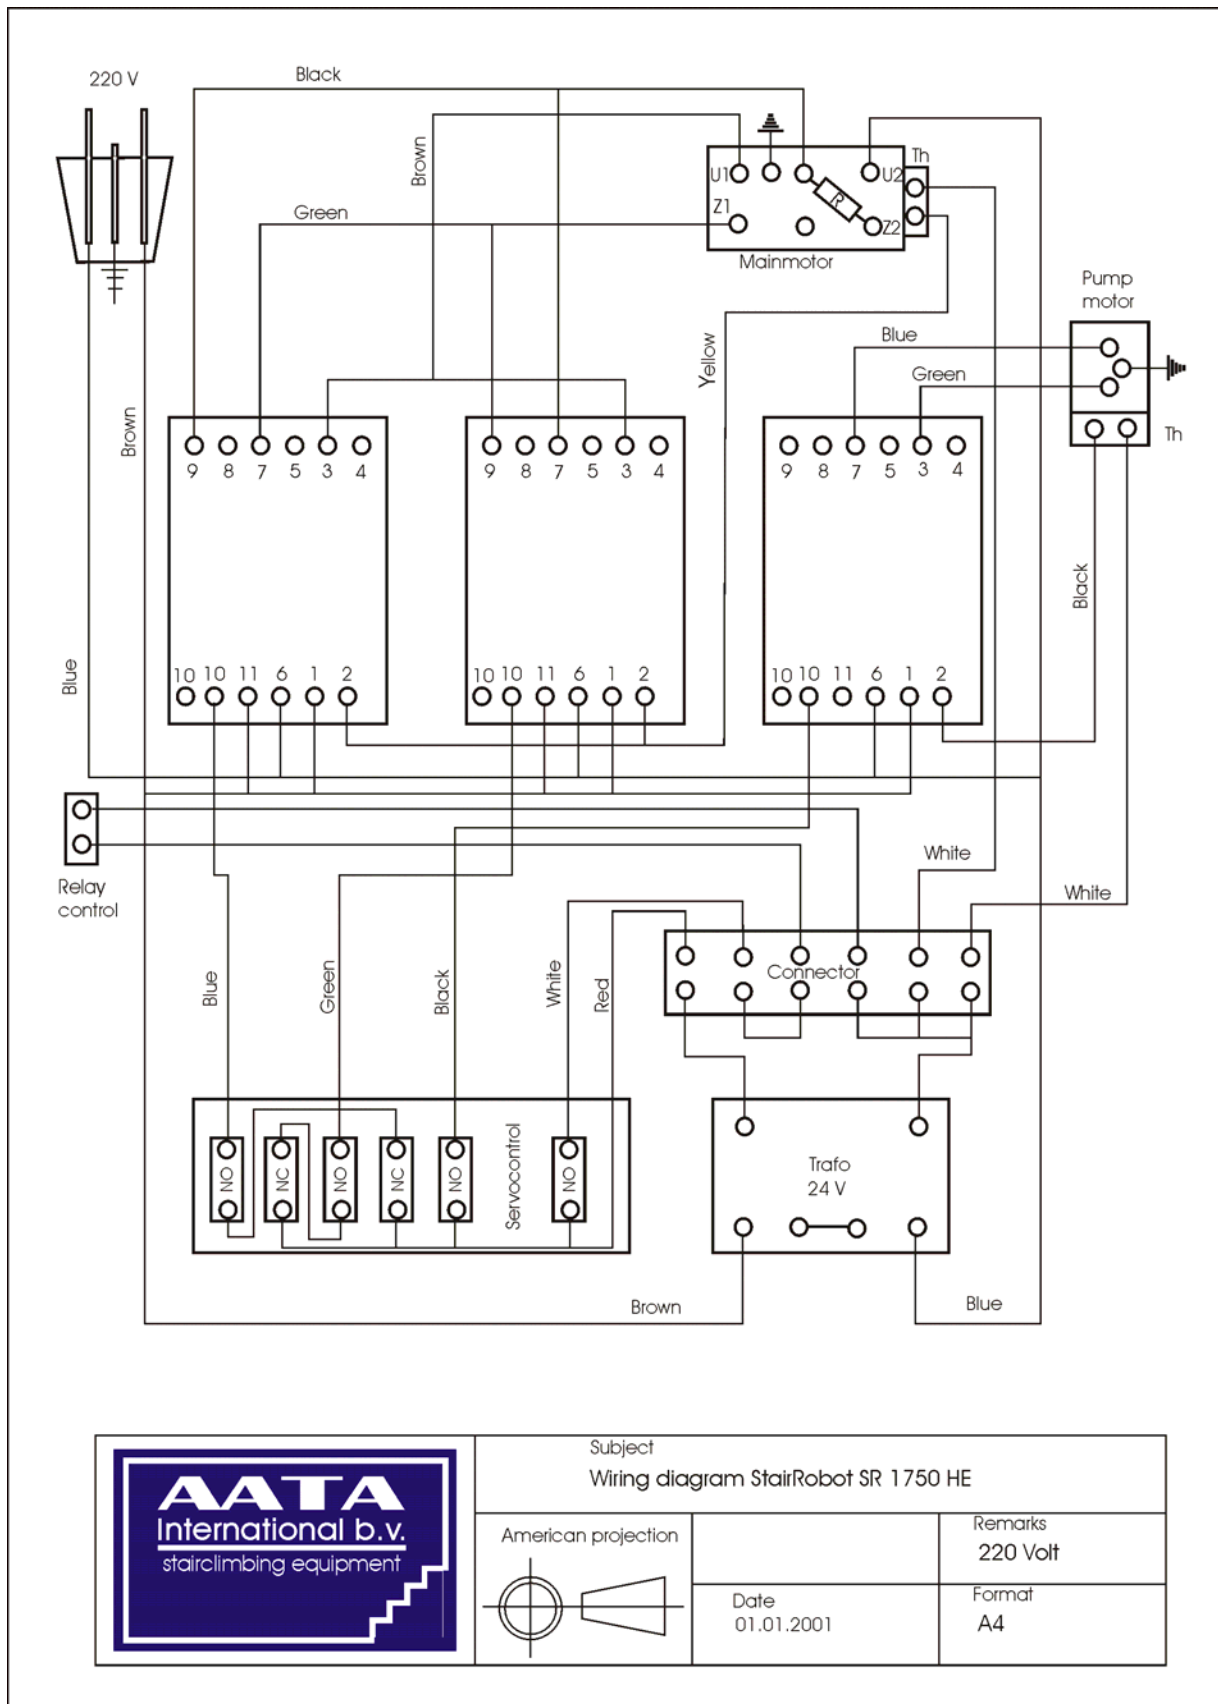 220 V
Black
Brown
Th
U1
U2
R
Z1
Z2
Green
Mainmotor
Pump
motor
Blue
Yellow
Green
Brown
Th
9 8 7 5 3 4
9 8 7 5 3 4
9 8 7 5 3 4
Black
Blue
10 10 11 6 1 2
10 10 11 6 1 2
10 10 11 6 1 2
Relay
control
White
White
Blue
Green
Black
White
Red
Connector
NO
NC
NO
NC
NO
Servocontrol
NO
Trafo
24 V
Brown
Blue
AATA
International b.v.
stairclimbing equipment
Subject
Wiring diagram StairRobot SR 1750 HE
American projection
Remarks
220 Volt
Date
01.01.2001
Format
A4